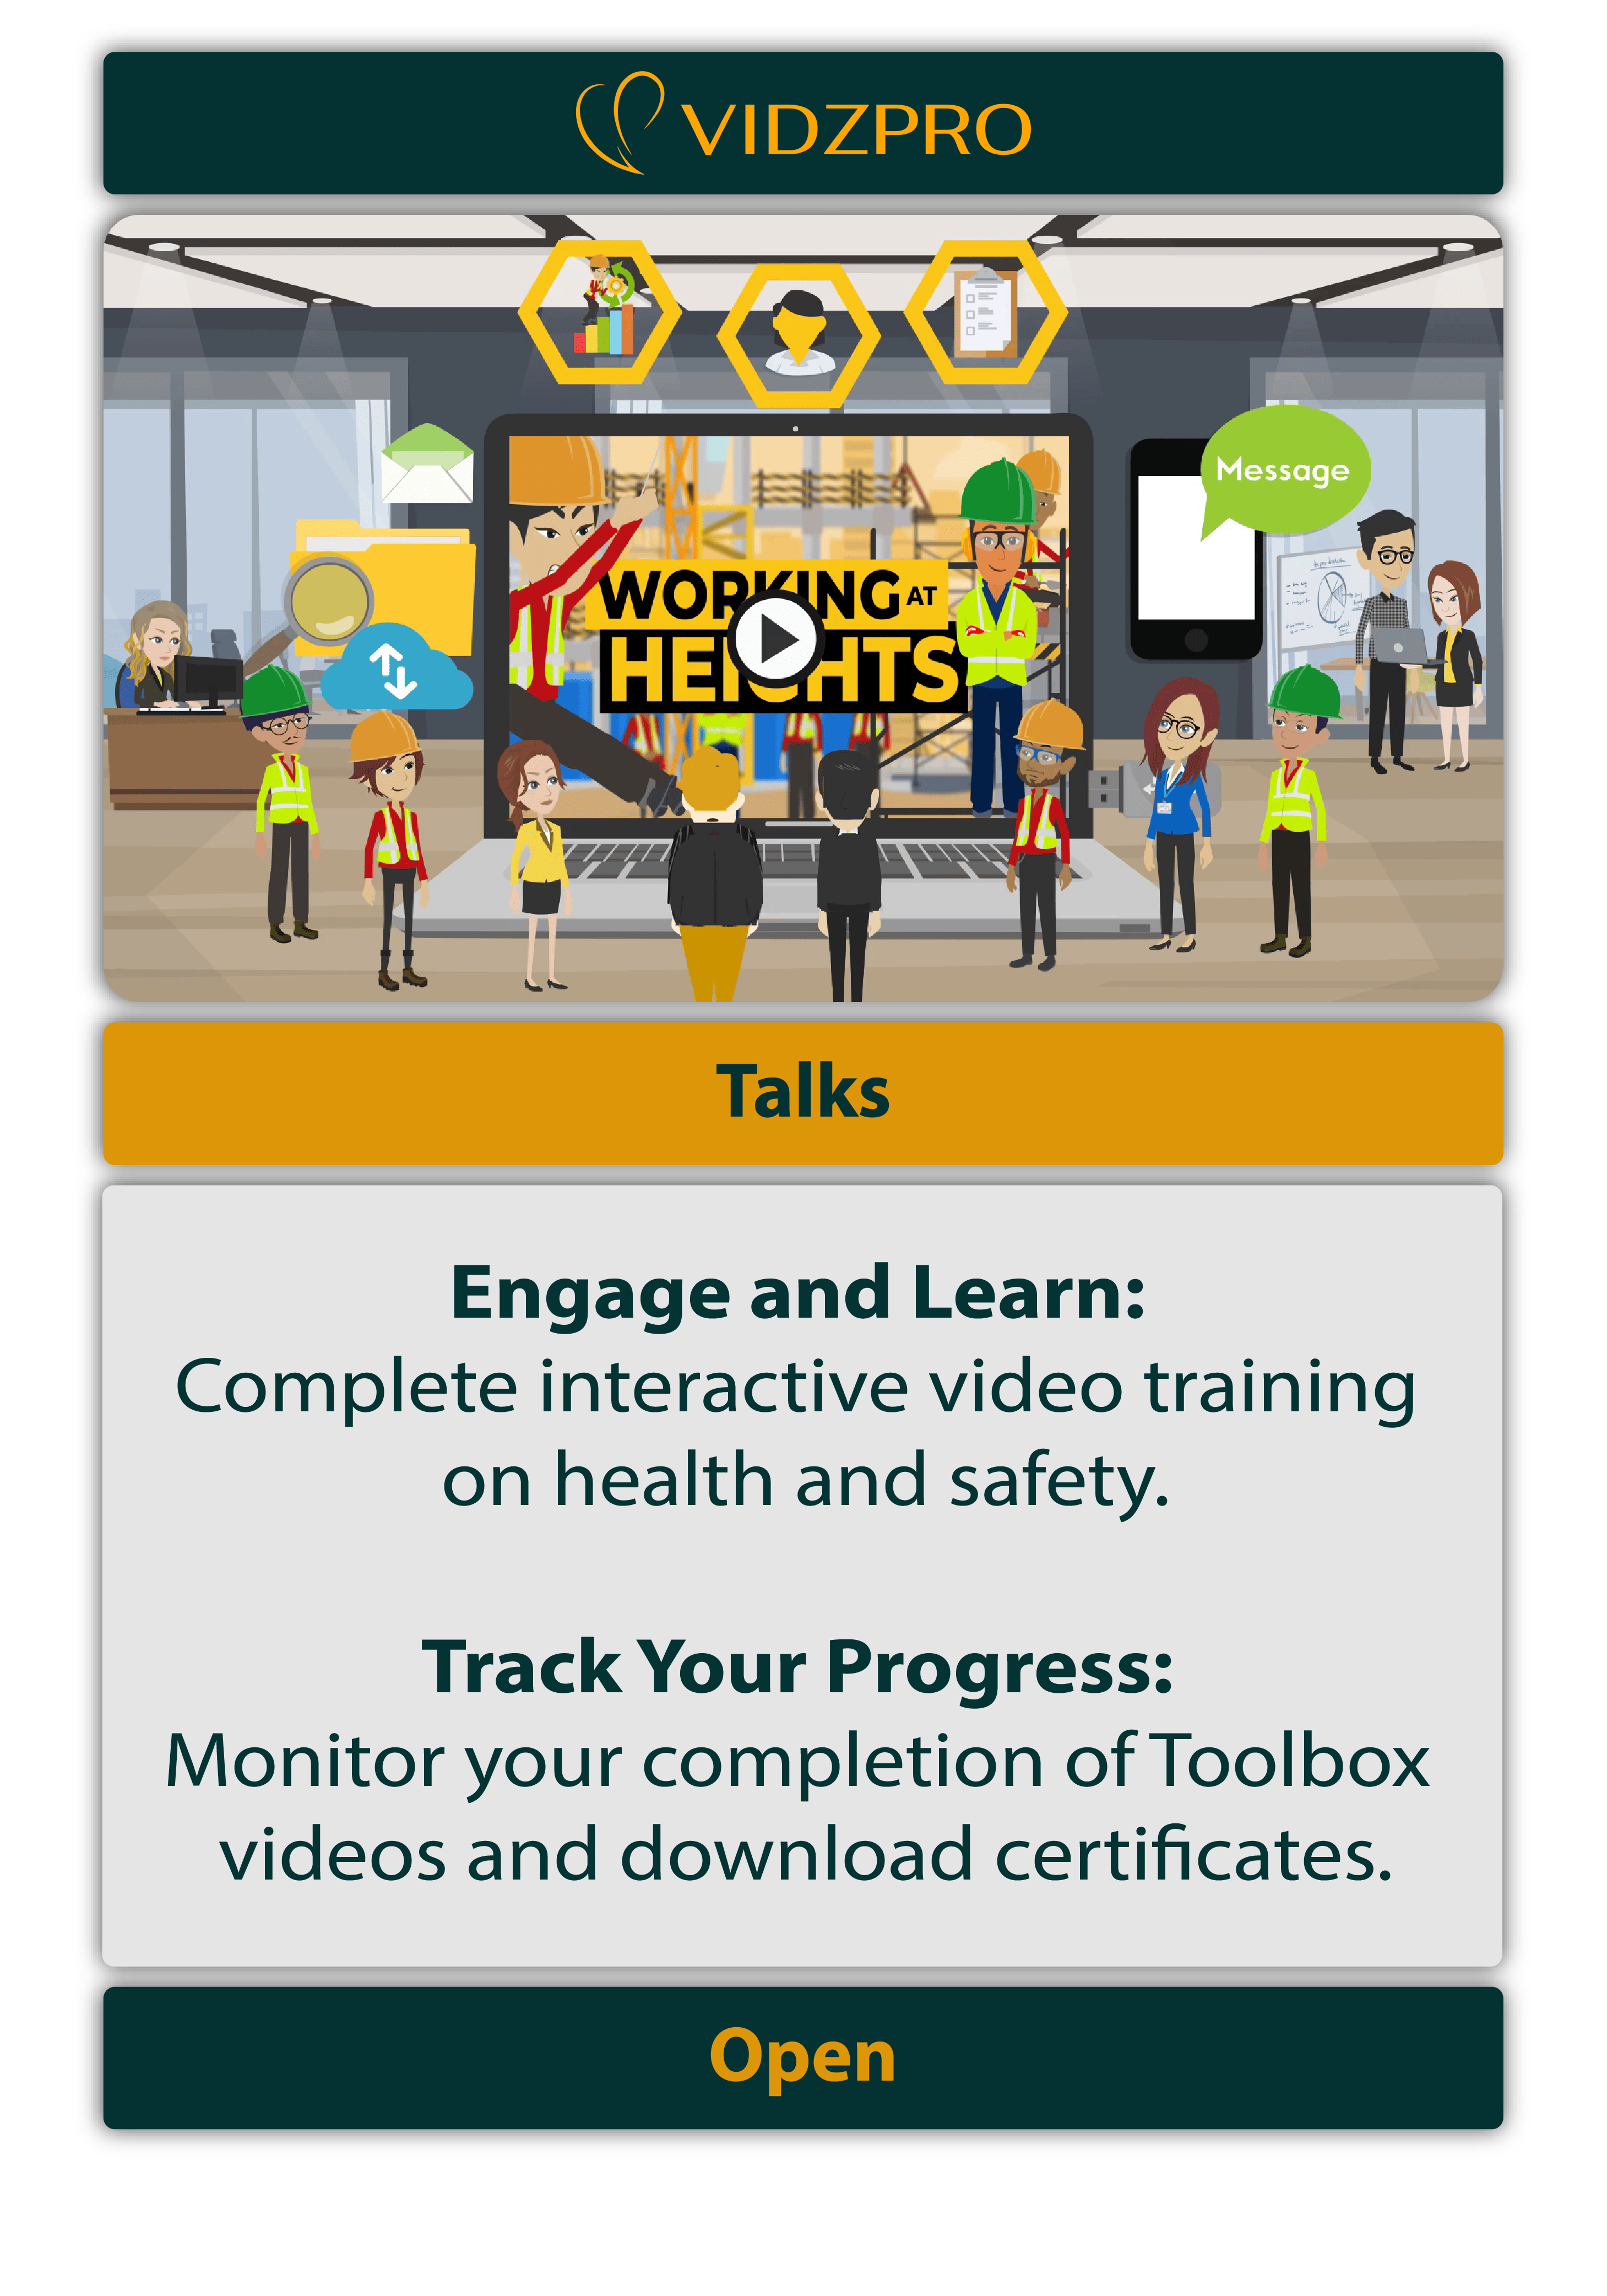 VIDZPRO
Message
WORKING AT
HEIGHTS
Talks
Engage and Learn:
Complete interactive video training
on health and safety.
Track Your Progress:
Monitor your completion of Toolbox
videos and download certificates.
Open